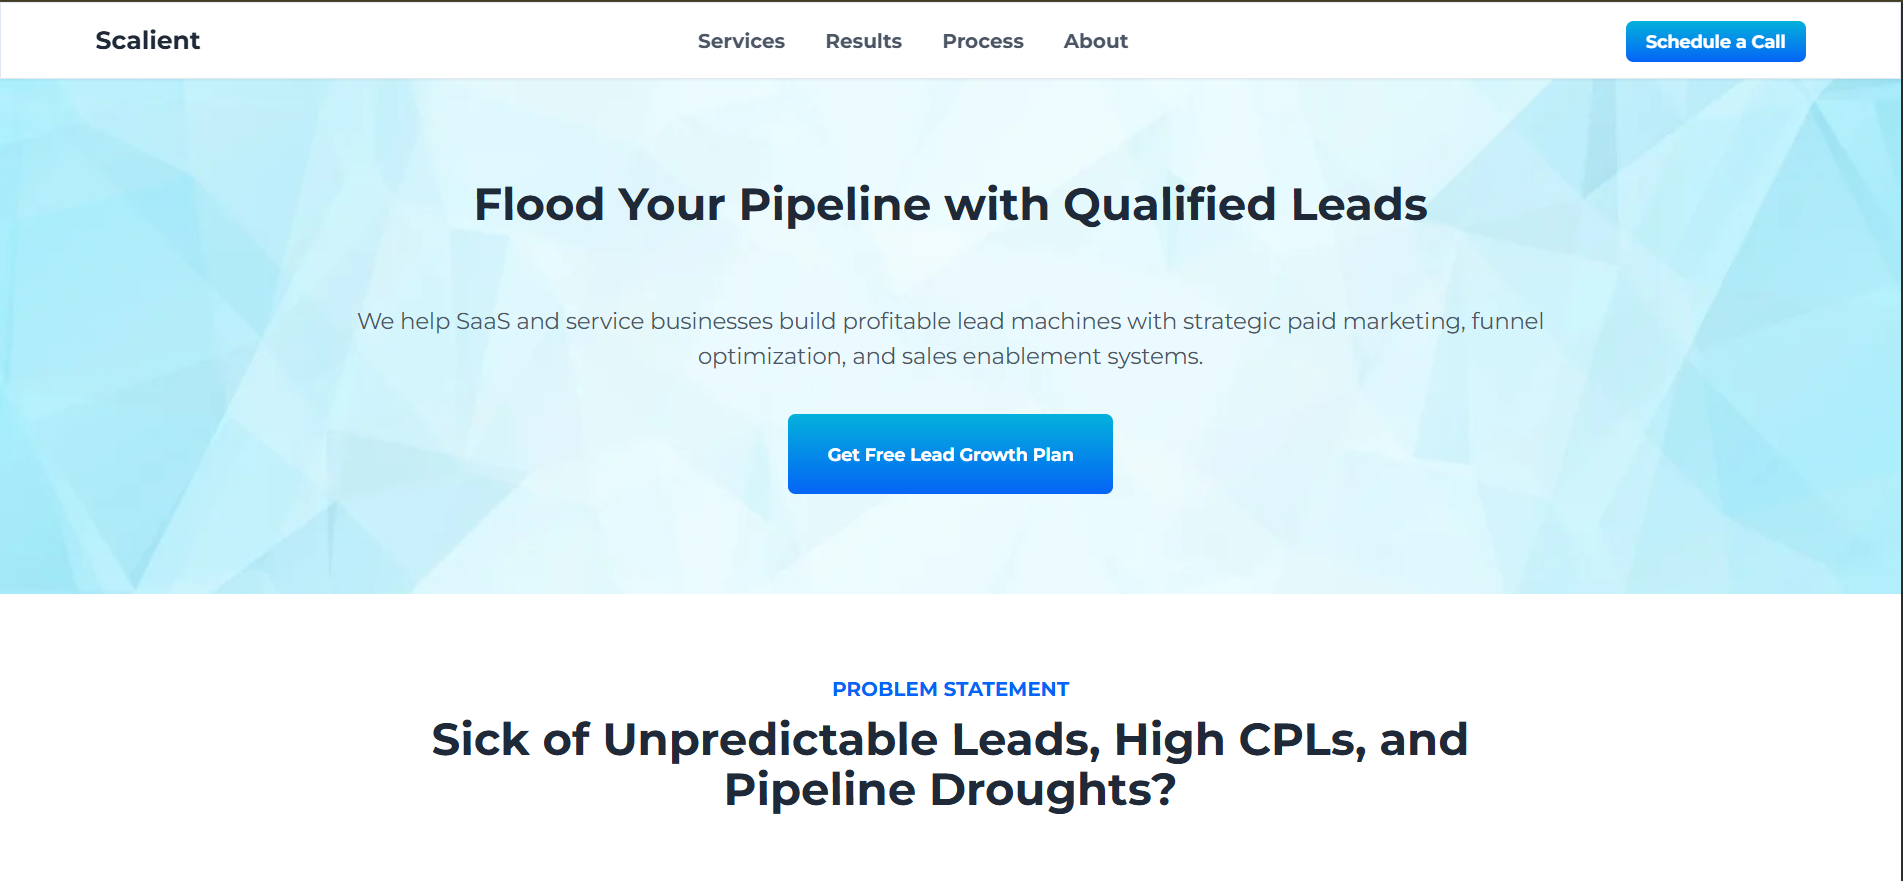 Scalient
Services
Results
Process
About
Schedule a Call
Flood Your Pipeline with Qualified Leads
We help SaaS and service businesses build profitable lead machines with strategic paid marketing, funnel
optimization, and sales enablement systems.
Get Free Lead Growth Plan
PROBLEM STATEMENT
Sick of Unpredictable Leads, High CPLs, and
Pipeline Droughts?